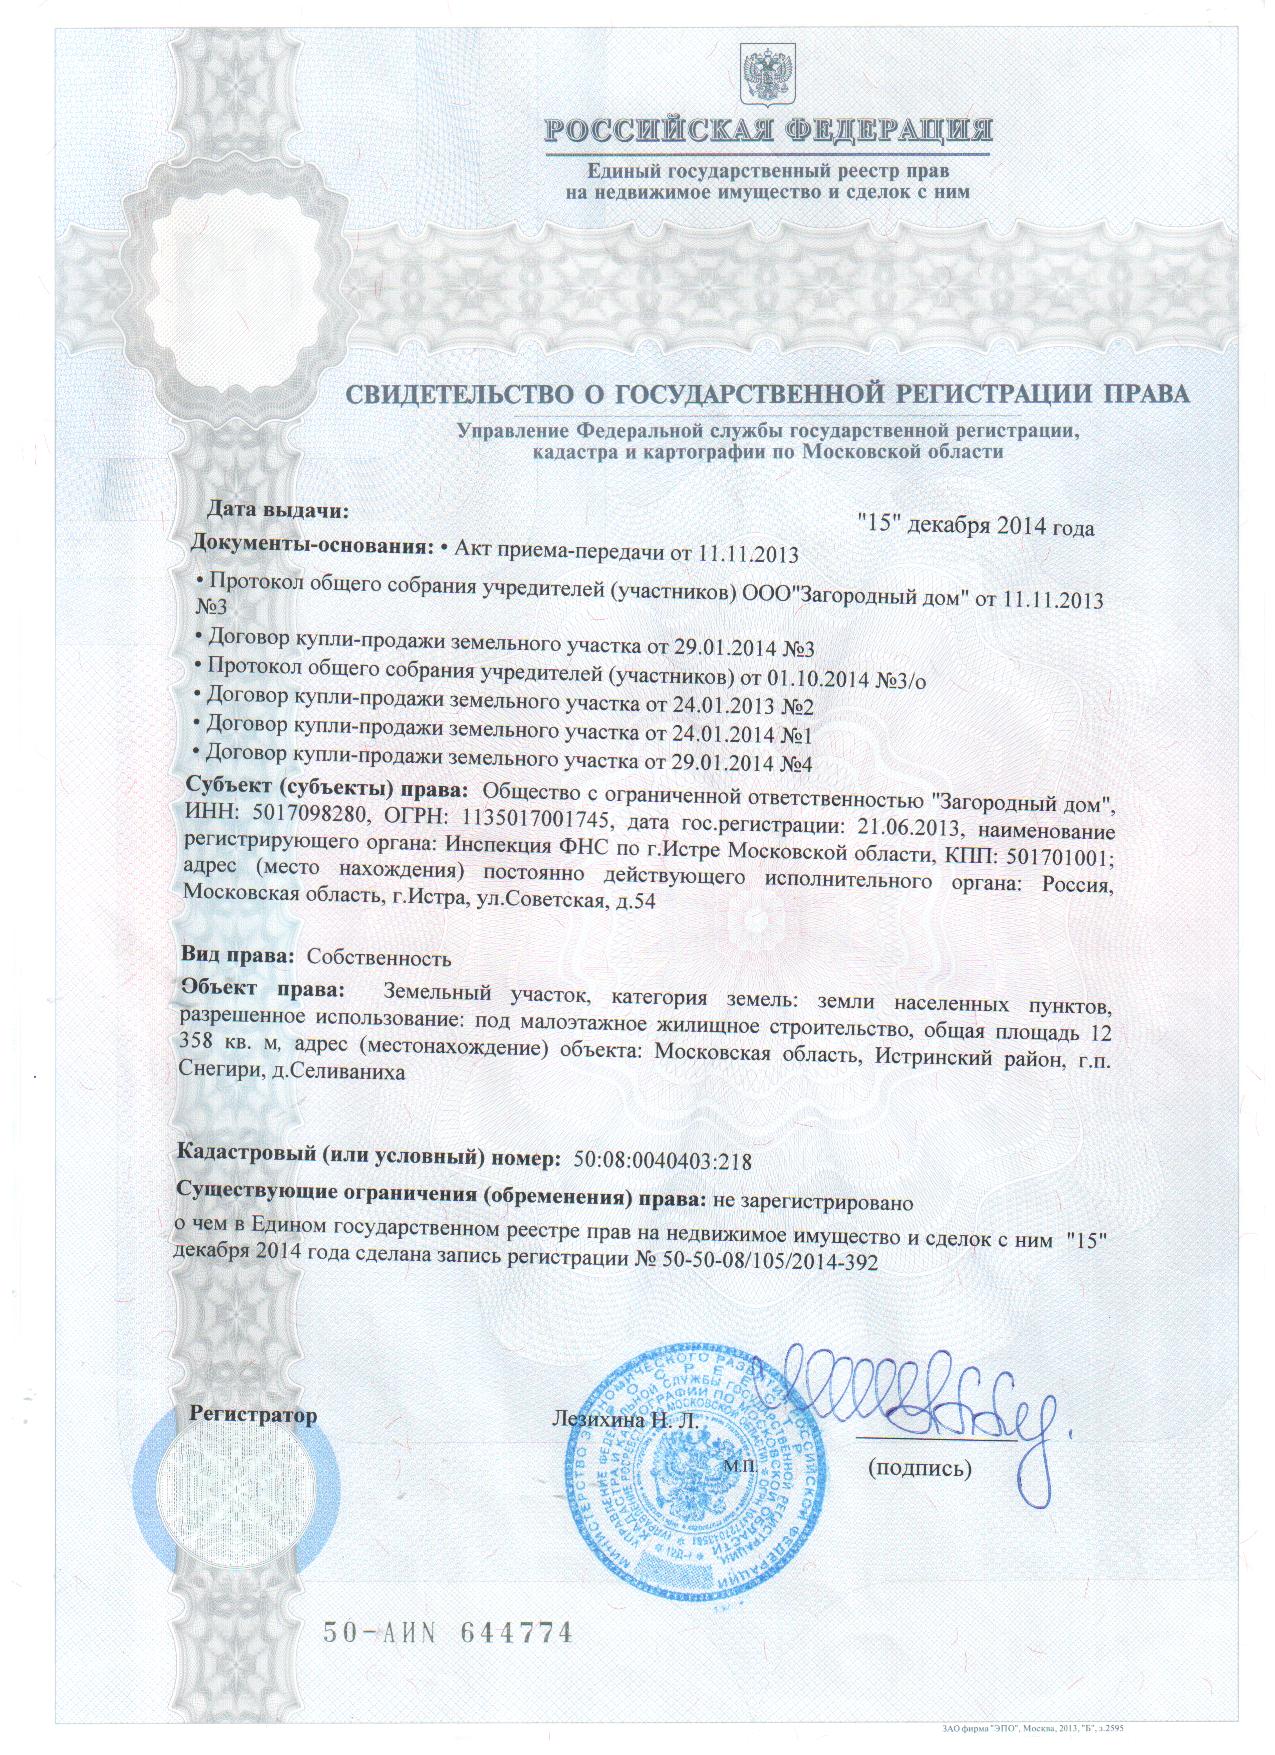 РОССИЙСКАЯ ФЕДЕРАЦИЯ
Единый государственный реестр прав
на недвижимое имущество и сделок с ним
СВИДЕТЕЛЬСТВО О ГОСУДАРСТВЕННОЙ РЕГИСТРАЦИИ ПРАВА
Управление Федеральной службы государственной регистрации,
кадастра и картографии по Московской области
Дата выдачи: "15" декабря 2014 года
Документы-основания: • Акт приема-передачи от 11.11.2013
• Протокол общего собрания учредителей (участников) ООО"Загородный дом" от 11.11.2013
№3
• Договор купли-продажи земельного участка от 29.01.2014 №3
• Протокол общего собрания учредителей (участников) от 01.10.2014 №3/о
• Договор купли-продажи земельного участка от 24.01.2013 №2
• Договор купли-продажи земельного участка от 24.01.2014 №1
• Договор купли-продажи земельного участка от 29.01.2014 №4
Субъект (субъекты) права: Общество с ограниченной ответственностью "Загородный дом",
ИНН: 5017098280, ОГРН: 1135017001745, дата гос.регистрации: 21.06.2013, наименование
регистрирующего органа: Инспекция ФНС по г.Истре Московской области, КПП: 501701001;
адрес (место нахождения) постоянно действующего исполнительного органа: Россия,
Московская область, г.Истра, ул.Советская, д.54
Вид права: Собственность
Объект права: Земельный участок, категория земель: земли населенных пунктов,
разрешенное использование: под малоэтажное жилищное строительство, общая площадь 12
358 кв. м, адрес (местонахождение) объекта: Московская область, Истринский район, г.п.
Снегири, д.Селиваниха
Кадастровый (или условный) номер: 50:08:0040403:218
Существующие ограничения (обременения) права: не зарегистрировано
о чем в Едином государственном реестре прав на недвижимое имущество и сделок с ним "15"
декабря 2014 года сделана запись регистрации № 50-50-08/105/2014-392
Регистратор Лезихина Н. Л.
М.П. (подпись)
МИНИСТЕРСТВО ЭКОНОМИЧЕСКОГО РАЗВИТИЯ РОССИЙСКОЙ ФЕДЕРАЦИИ
РОСРЕЕСТР
50-АИN 644774
ЗАО фирма "ЭПО", Москва, 2013, "Б", з.2595